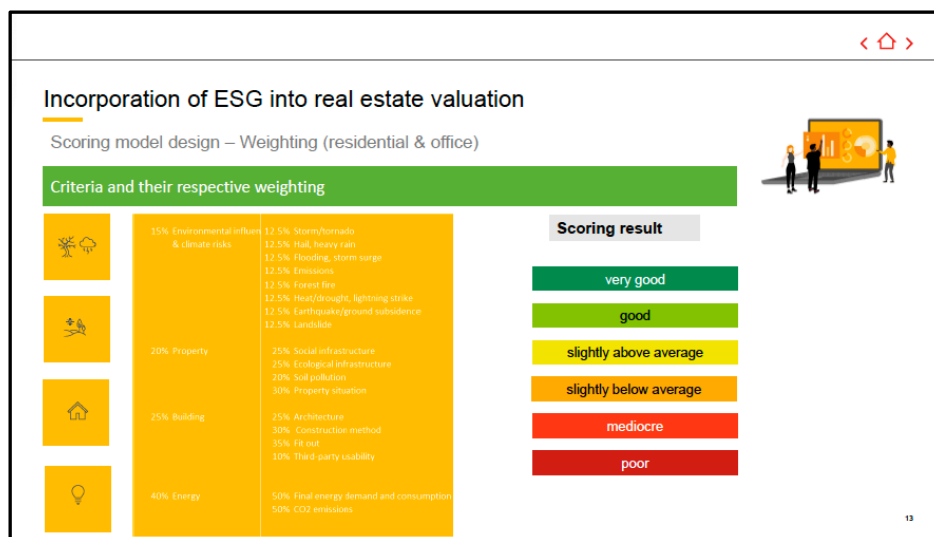 Incorporation of ESG into real estate valuation
Scoring model design – Weighting (residential & office)
Criteria and their respective weighting
15% Environmental influen
& climate risks
12.5% Storm/tornado
12.5% Hail, heavy rain
12.5% Flooding, storm surge
12.5% Emissions
12.5% Forest fire
12.5% Heat/drought, lightning strike
12.5% Earthquake/ground subsidence
12.5% Landslide
20% Property
25% Social infrastructure
25% Ecological infrastructure
20% Soil pollution
30% Property situation
25% Building
25% Architecture
30% Construction method
35% Fit out
10% Third-party usability
40% Energy
50% Final energy demand and consumption
50% CO2 emissions
Scoring result
very good
good
slightly above average
slightly below average
mediocre
poor
13